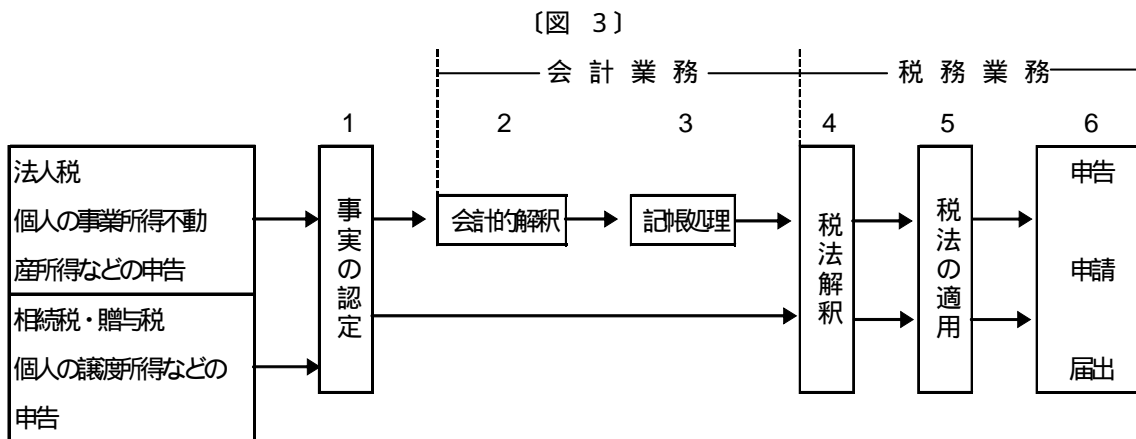 〔図 3〕
会 計 業 務
税 務 業 務
1
2
3
4
5
6
法人税
個人の事業所得不動
産所得などの申告
相続税・贈与税
個人の譲渡所得などの
申告
事実の認定
会計的解釈
記帳処理
税法解釈
税法の適用
申告
申請
届出